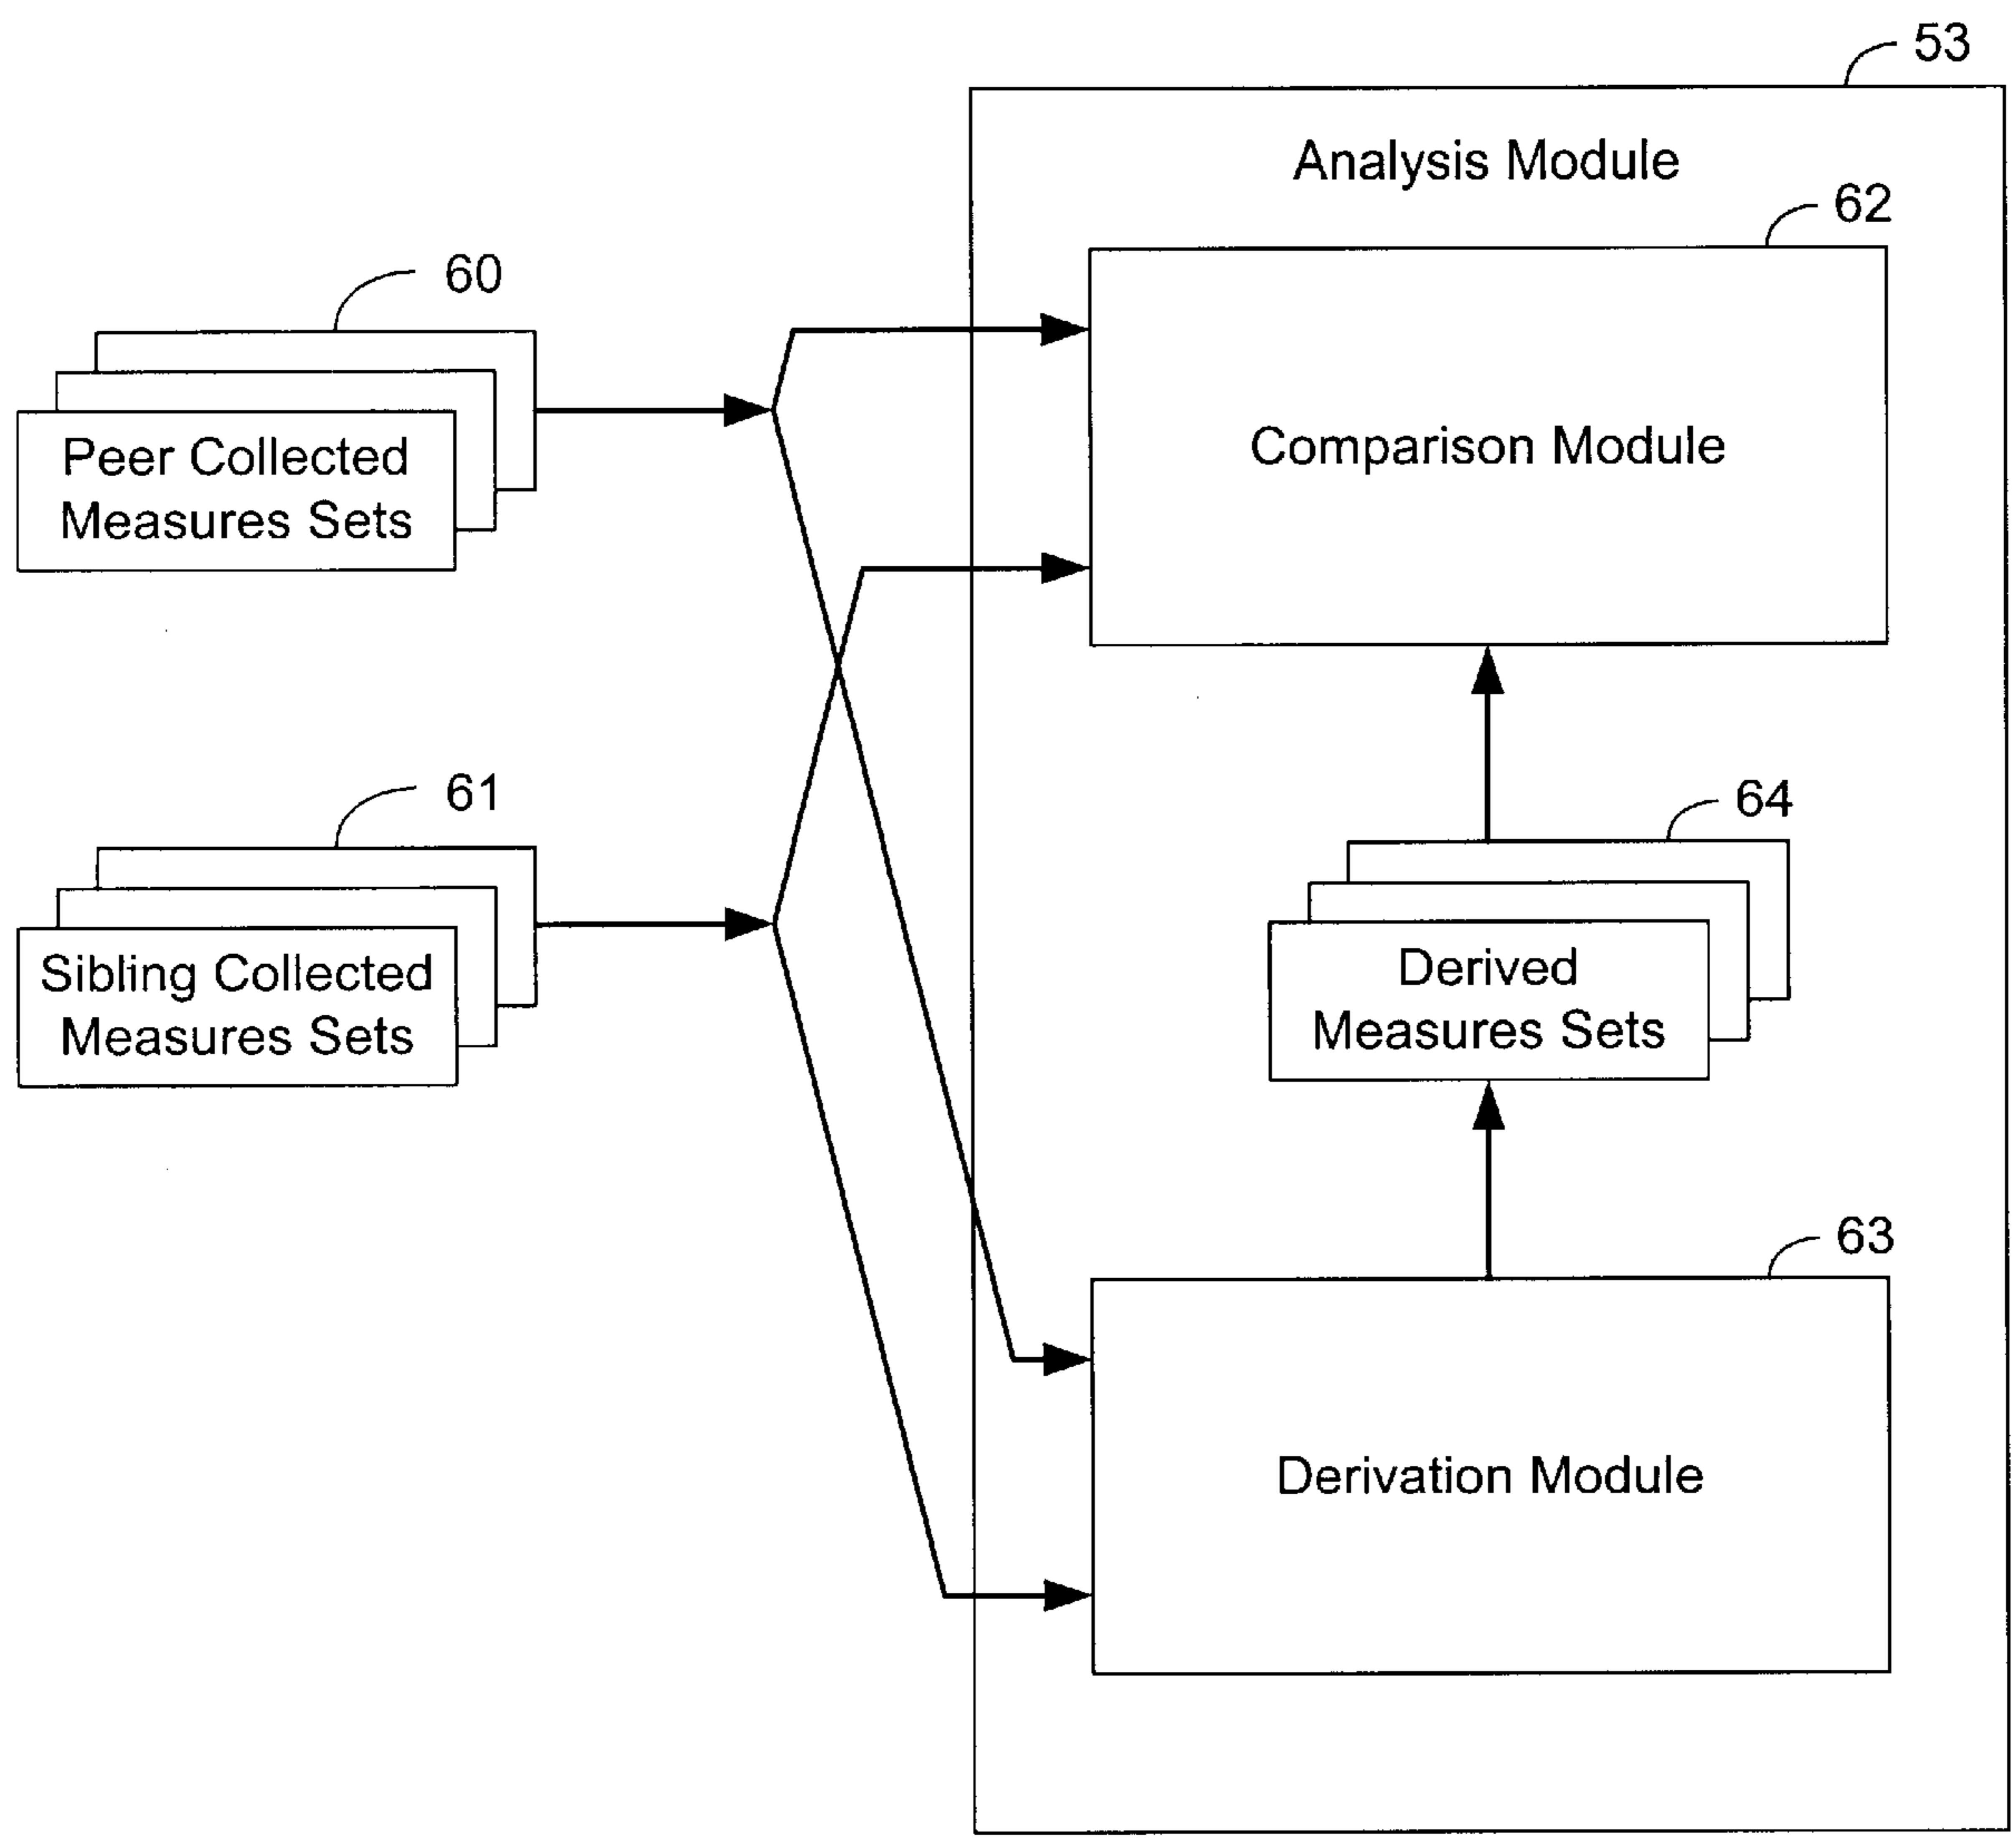 53
Analysis Module
62
60
Peer Collected
Measures Sets
Comparison Module
61
Sibling Collected
Measures Sets
64
Derived
Measures Sets
63
Derivation Module